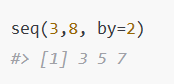 seq(3,8, by=2)
#> [1] 3 5 7